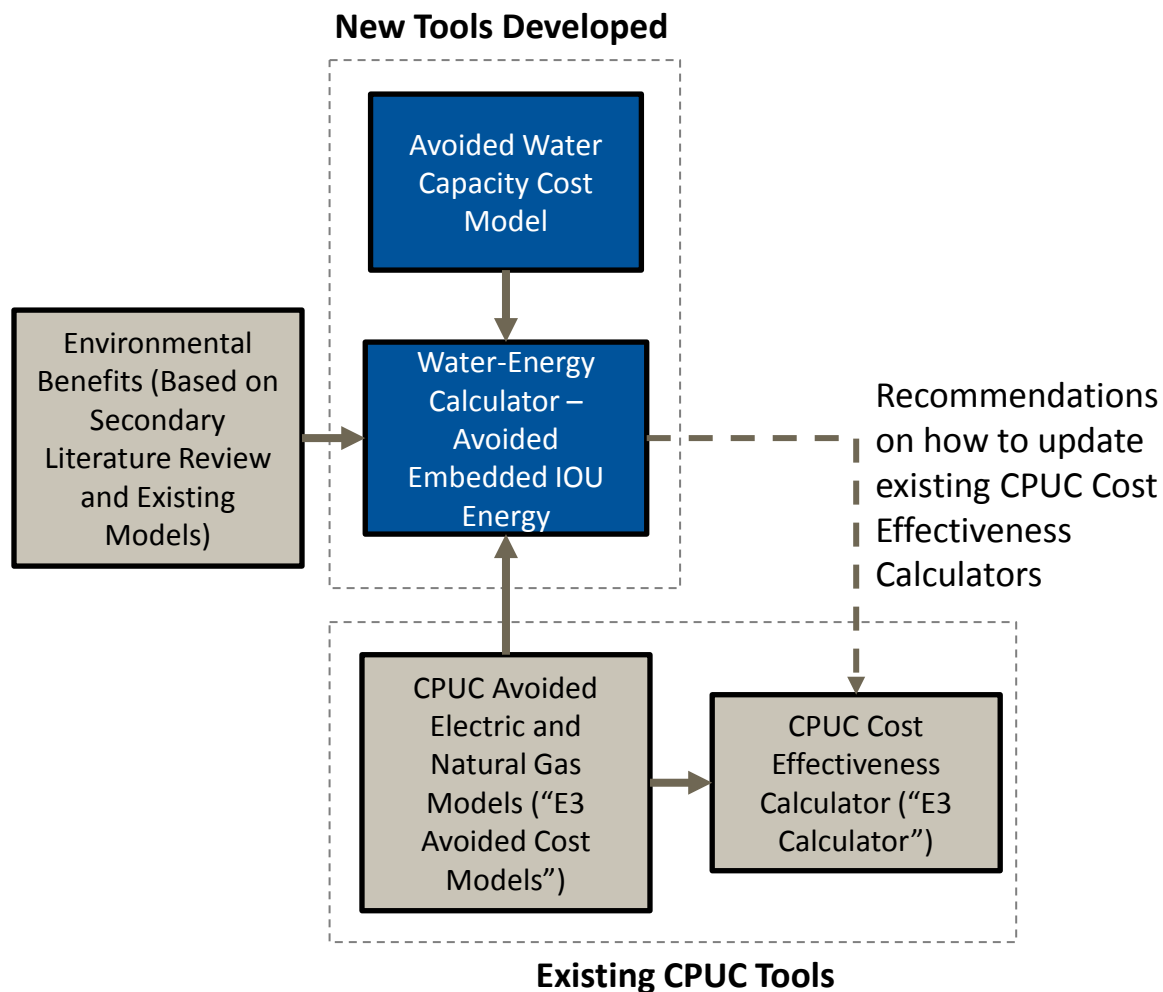 New Tools Developed
Avoided Water
Capacity Cost
Model
Environmental
Benefits (Based on
Secondary
Literature Review
and Existing
Models)
Water-Energy
Calculator –
Avoided
Embedded IOU
Energy
Recommendations
on how to update
existing CPUC Cost
Effectiveness
Calculators
CPUC Avoided
Electric and
Natural Gas
Models (“E3
Avoided Cost
Models”)
CPUC Cost
Effectiveness
Calculator (“E3
Calculator”)
Existing CPUC Tools